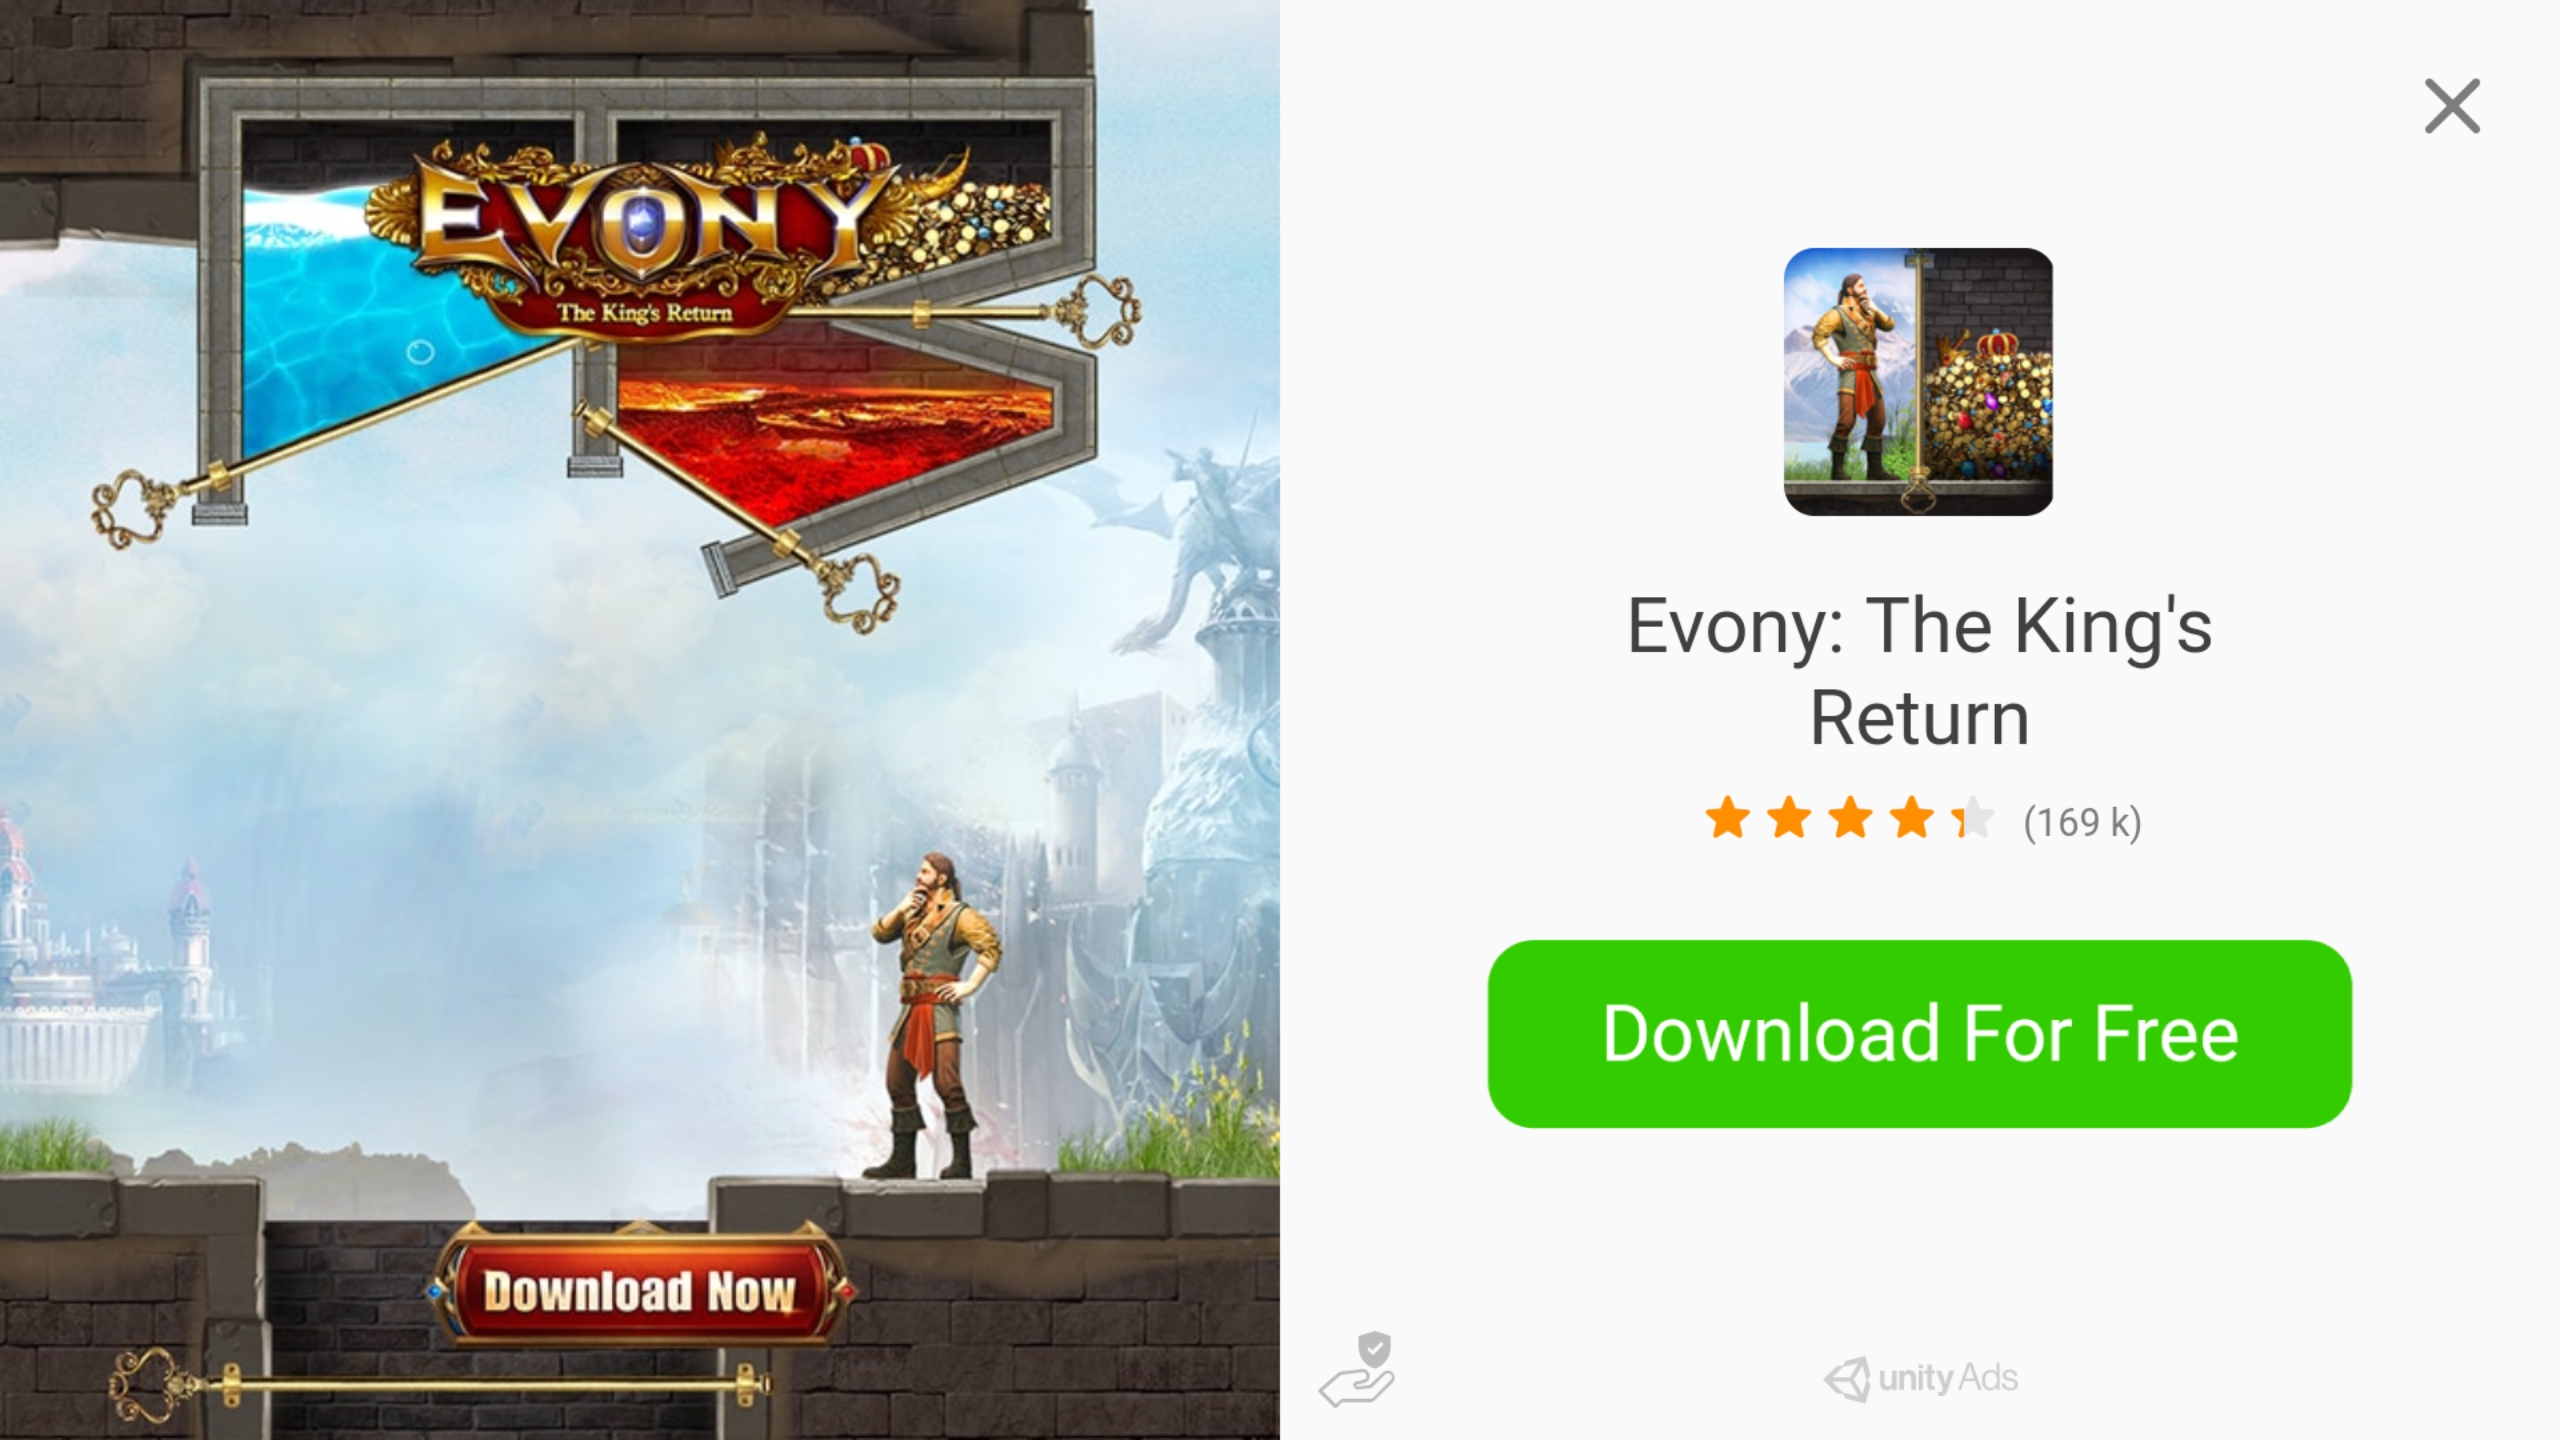 EVONY
The King's Return
Download Now
Evony: The King's
Return
(169 k)
Download For Free
unity Ads